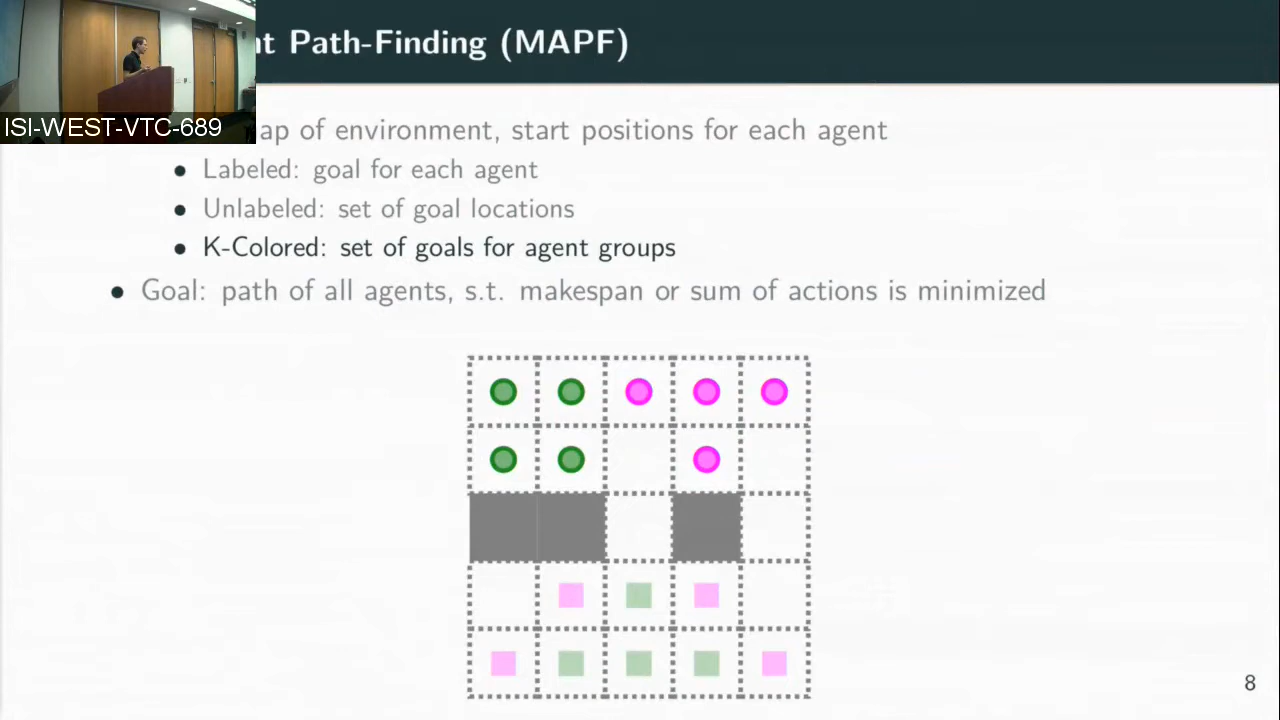 nt Path-Finding (MAPF)
ISI-WEST-VTC-689
ap of environment, start positions for each agent
• Labeled: goal for each agent
• Unlabeled: set of goal locations
• K-Colored: set of goals for agent groups
• Goal: path of all agents, s.t. makespan or sum of actions is minimized
8